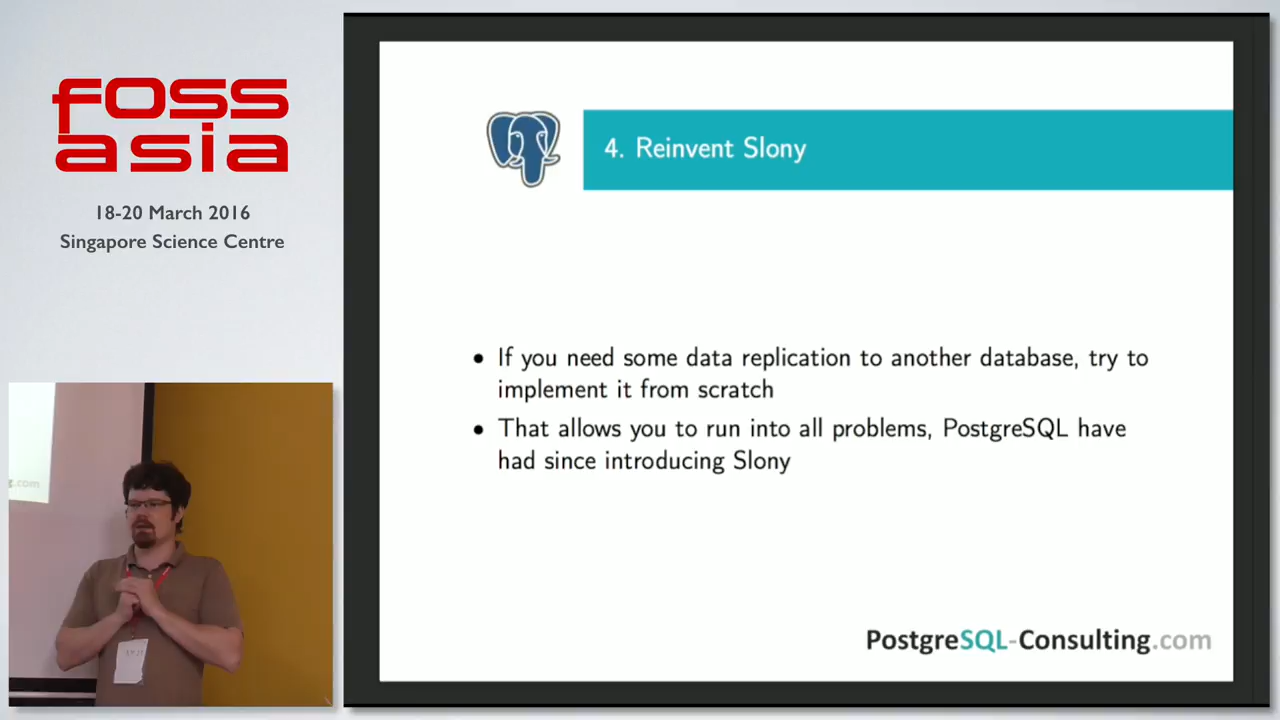 foss
asia
18-20 March 2016
Singapore Science Centre
4. Reinvent Slony
• If you need some data replication to another database, try to
implement it from scratch
• That allows you to run into all problems, PostgreSQL have
had since introducing Slony
PostgreSQL-Consulting.com